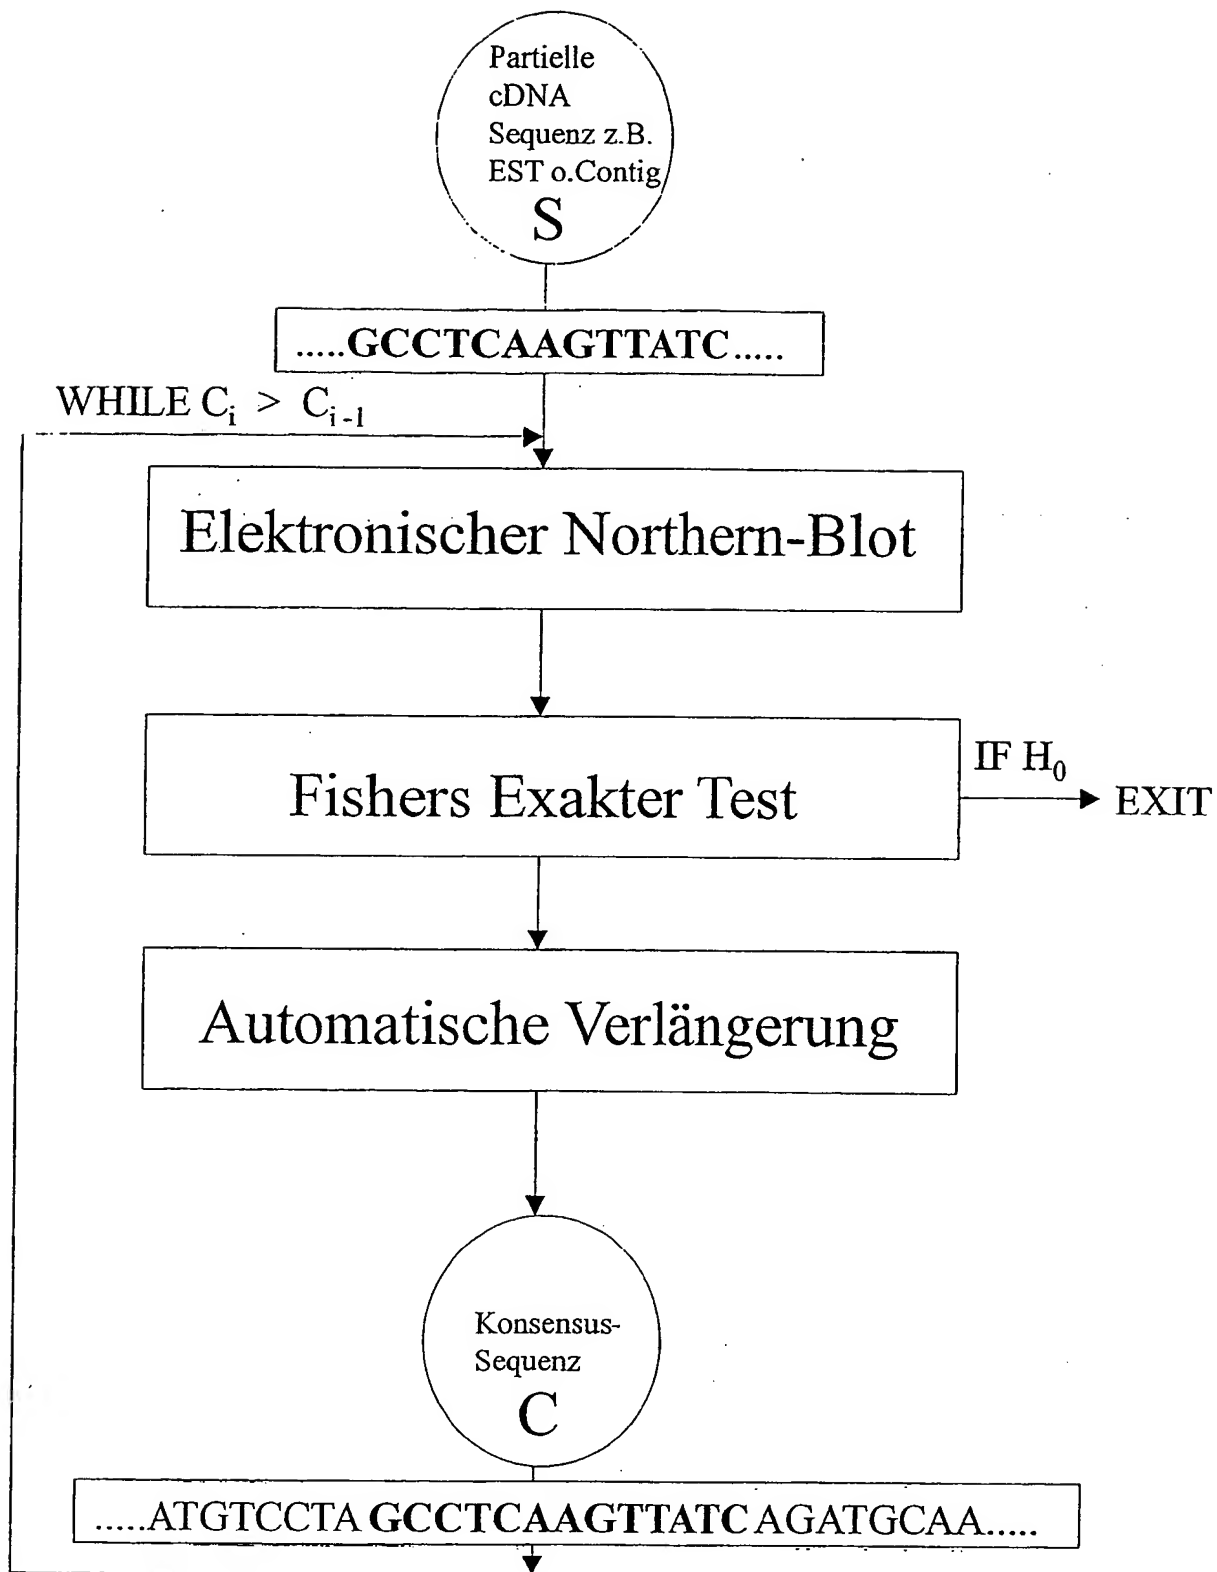 Partielle
cDNA
Sequenz z.B.
EST o.Contig
S
.....GCCTCAAGTTATC.....
WHILE Ci > Ci-1
Elektronischer Northern-Blot
Fishers Exakter Test
IF H0
EXIT
Automatische Verlängerung
Konsensus-
Sequenz
C
.....ATGTCCTA GCCTCAAGTTATC AGATGCAA.....